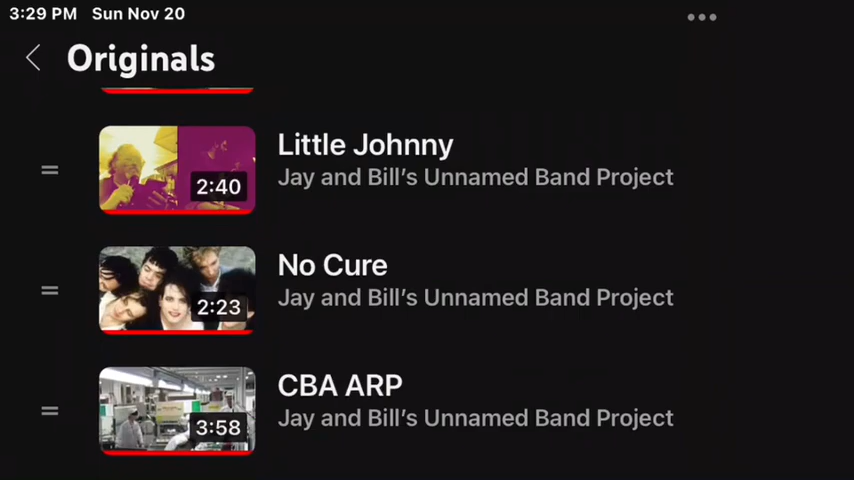 3:29 PM Sun Nov 20
Originals
Little Johnny
2:40
Jay and Bill’s Unnamed Band Project
No Cure
2:23
Jay and Bill’s Unnamed Band Project
CBA ARP
3:58
Jay and Bill’s Unnamed Band Project